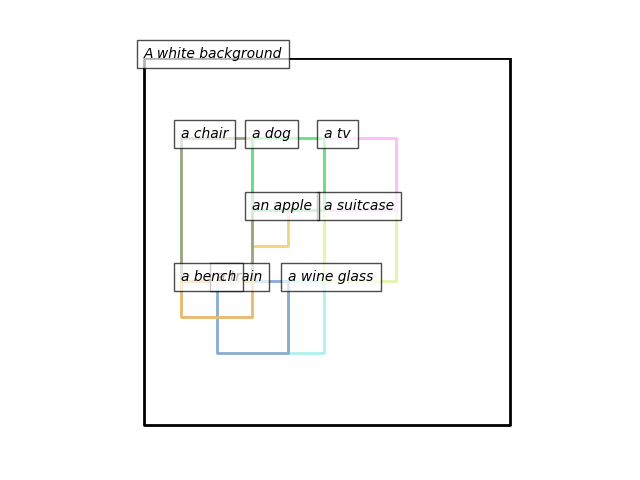 A white background
a chair
a dog
a tv
an apple
a suitcase
a bench
a wine glass